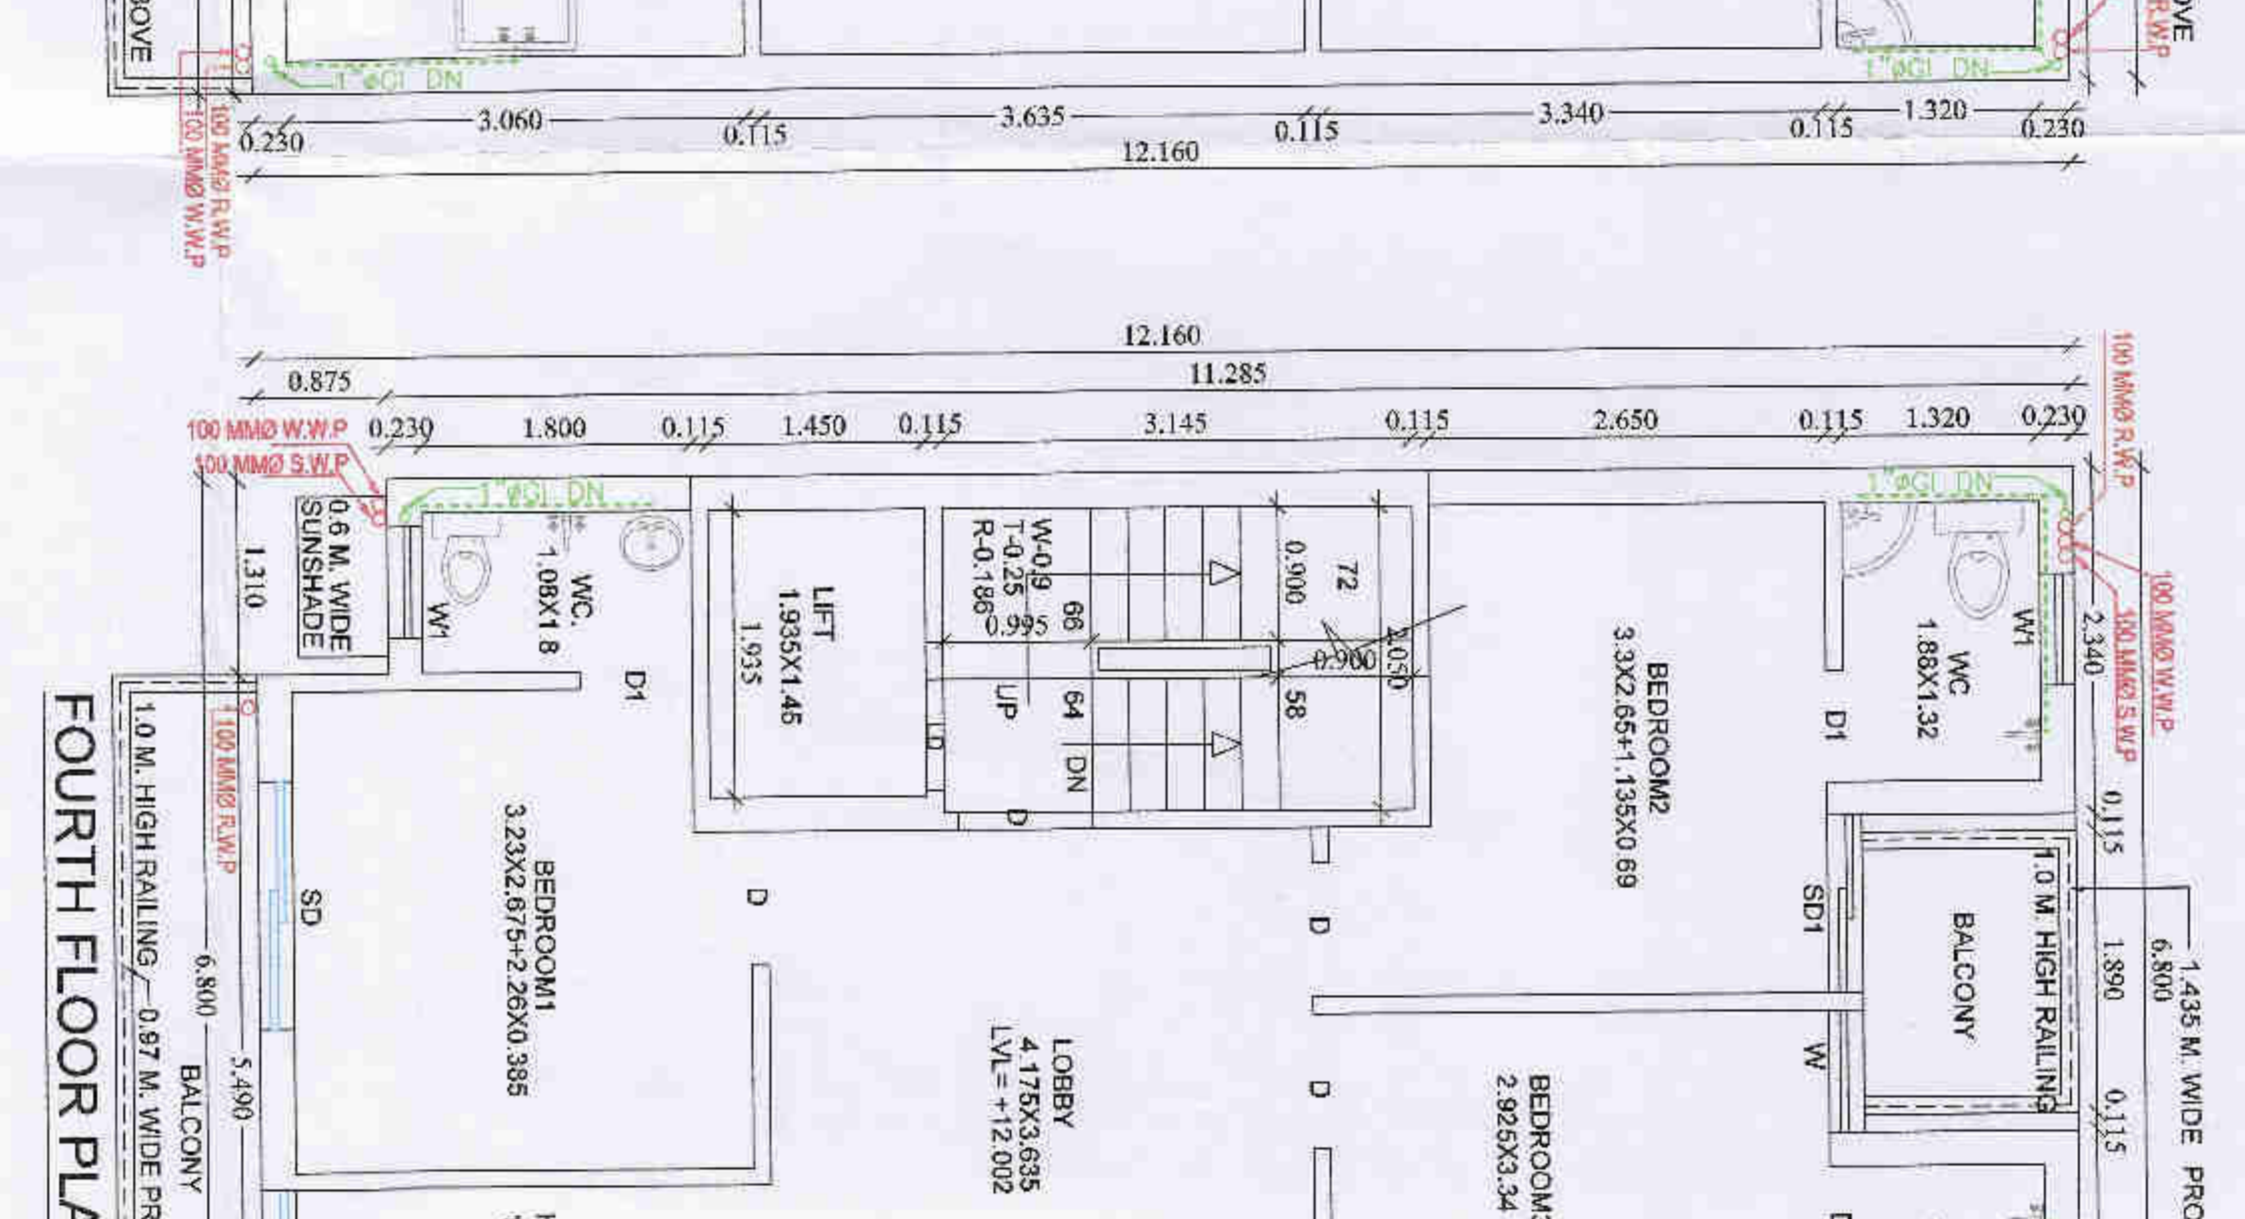 OVE
R.W.P
1"ØGI DN
1"ØGI DN
0.230
3.060
0.115
3.635
0.115
3.340
0.115
1.320
0.230
12.160
100 MMØ R.W.P
100 MMØ W.W.P
12.160
0.875
11.285
0.230
1.800
0.115
1.450
0.115
3.145
0.115
2.650
0.115
1.320
0.230
100 MMØ W.W.P
100 MMØ S.W.P
100 MMØ R.W.P
1"ØGI DN
1"ØGI DN
0.6 M. WIDE
SUNSHADE
1.310
W1
WC.
1.08X1.8
D1
LIFT
1.935X1.45
1.935
W-0.9
T-0.25
R-0.186
0.995
66
64
UP
DN
0.900
72
58
0.900
2.050
LD
D
BEDROOM2
3.3X2.65+1.135X0.69
WC
1.88X1.32
W1
D1
2.340
100 MMØ W.W.P
100 MMØ S.W.P
0.115
1.890
0.115
6.800
1.435 M. WIDE PRO
1.0 M. HIGH RAILING
BALCONY
SD1
W
FOURTH FLOOR PLA
1.0 M. HIGH RAILING
0.97 M. WIDE PR
100 MMØ R.W.P
6.800
BALCONY
5.490
SD
BEDROOM1
3.23X2.675+2.26X0.385
D
D
D
LOBBY
4.175X3.635
LVL= +12.002
BEDROOM3
2.925X3.34